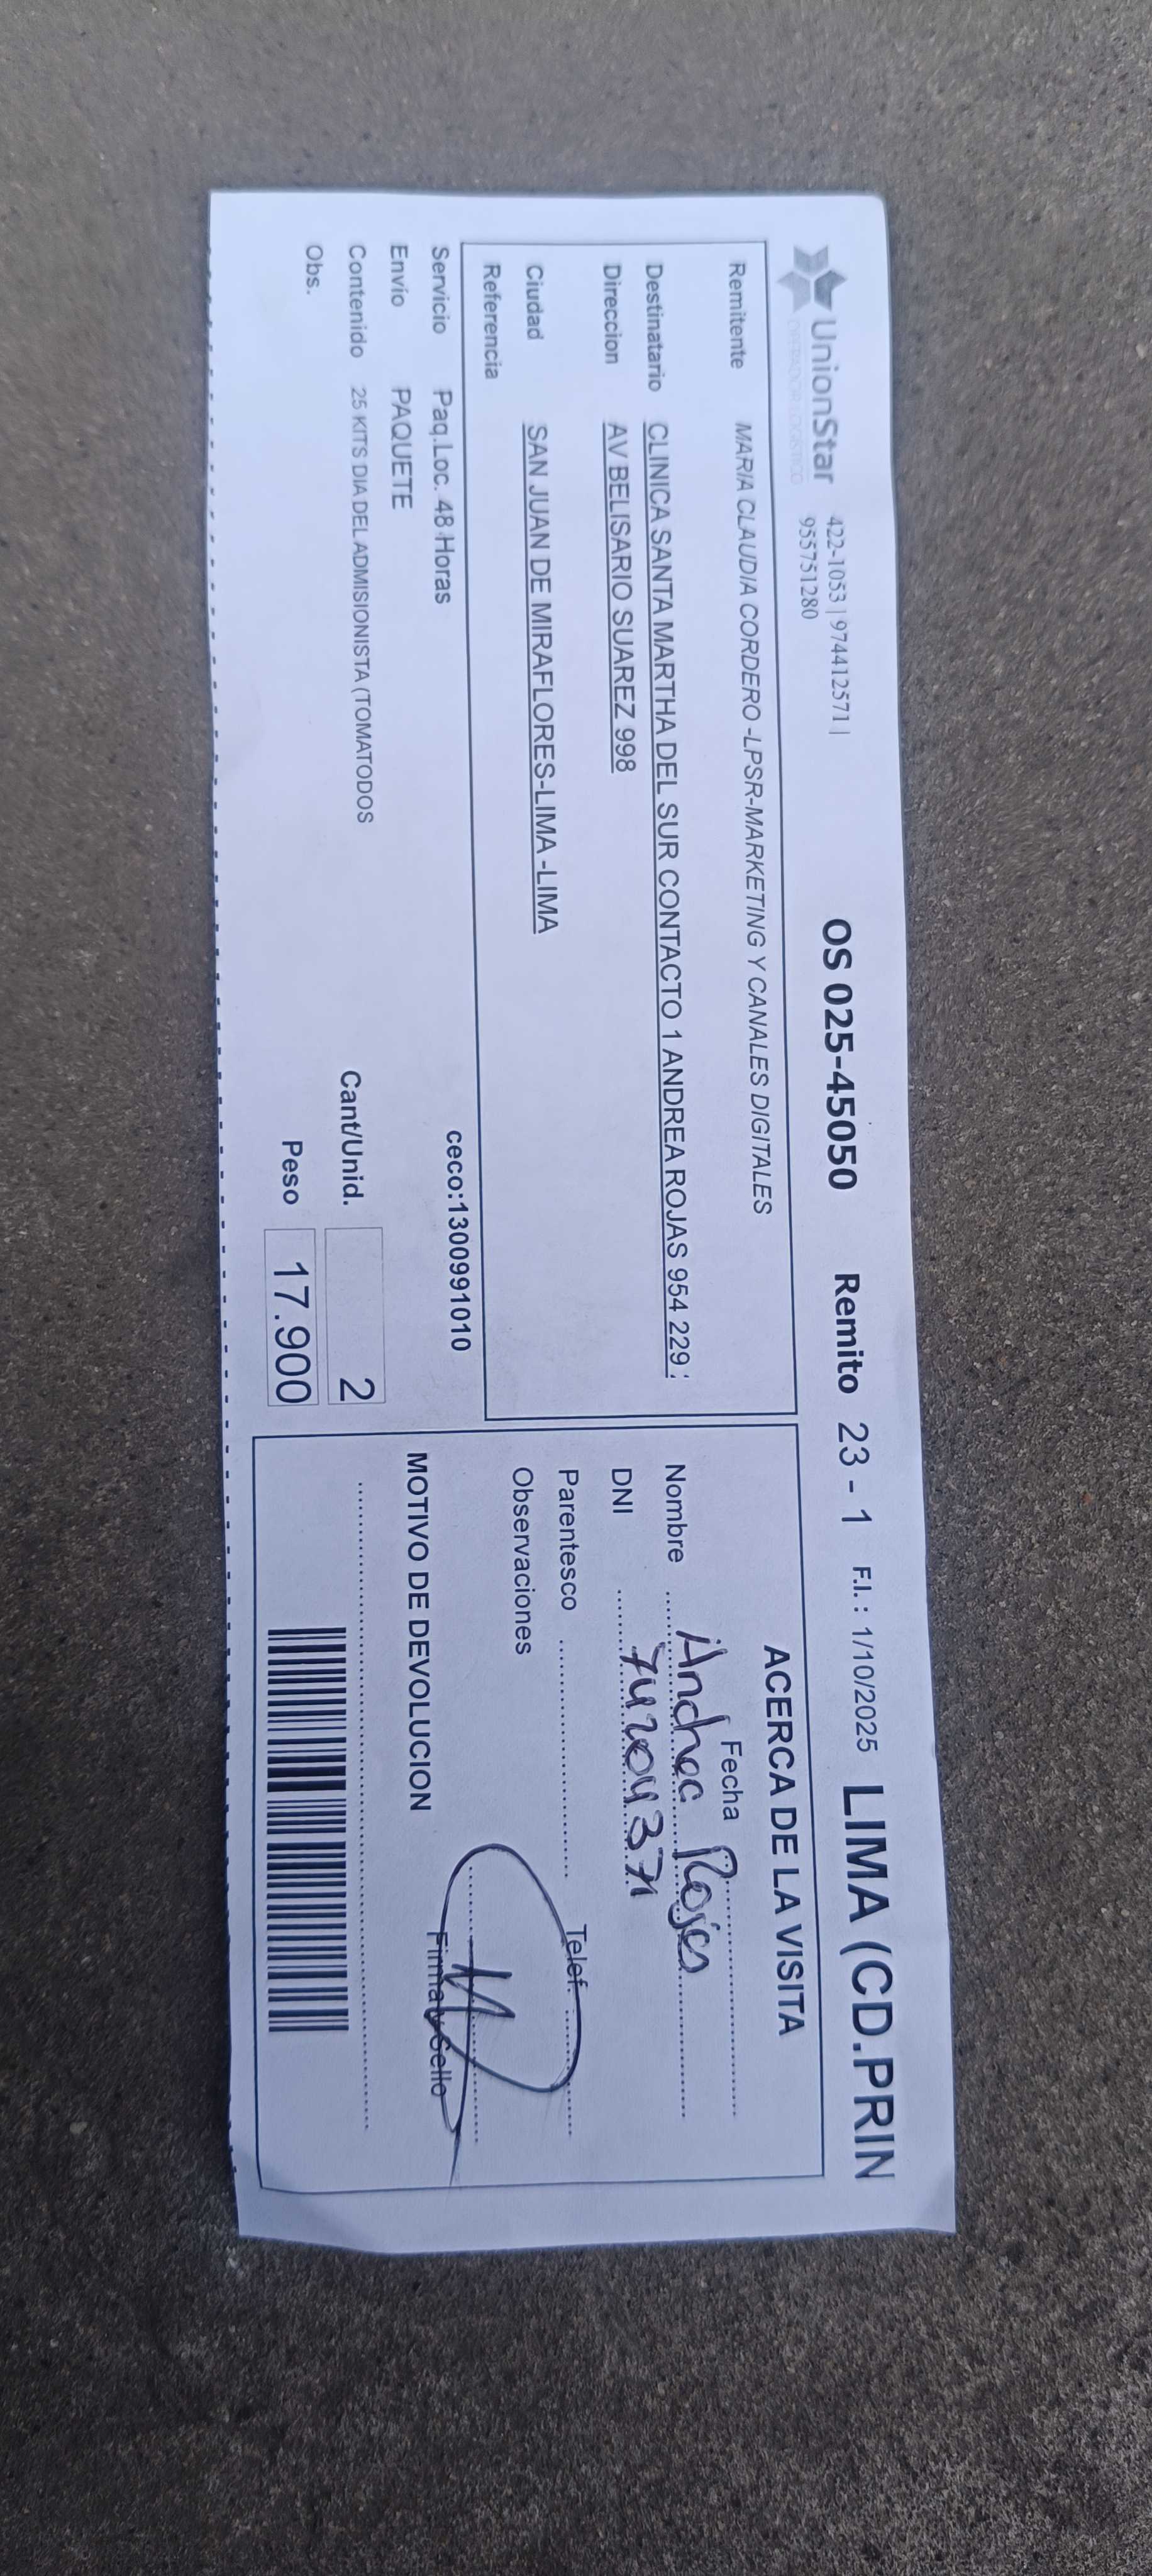 UnionStar 422-1053 | 974412571 |
OPERADOR LOGISTICO 955751280
OS 025-45050 Remito 23 - 1 F.I. : 1/10/2025 LIMA (CD.PRIN
Remitente MARIA CLAUDIA CORDERO -LPSR-MARKETING Y CANALES DIGITALES
Destinatario CLINICA SANTA MARTHA DEL SUR CONTACTO 1 ANDREA ROJAS 954 229
Direccion AV BELISARIO SUAREZ 998
Ciudad SAN JUAN DE MIRAFLORES-LIMA -LIMA
Referencia
Servicio Paq.Loc. 48 Horas ceco:1300991010
Envío PAQUETE
Contenido 25 KITS DIA DEL ADMISIONISTA (TOMATODOS Cant/Unid. 2
Obs. Peso 17.900
ACERCA DE LA VISITA
Fecha
Nombre Andrea Rojas
DNI 74204371
Parentesco Telef.
Observaciones
Firma y Sello
MOTIVO DE DEVOLUCION